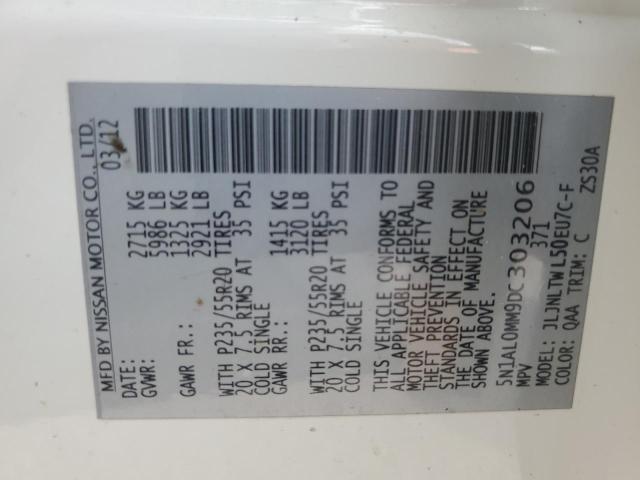 MFD BY NISSAN MOTOR CO., LTD.
DATE: 03/12
GVWR: 2715 KG
5986 LB
GAWR FR.: 1325 KG
2921 LB
WITH P235/55R20 TIRES
20 X 7.5 RIMS AT 35 PSI
COLD SINGLE
GAWR RR.: 1415 KG
3120 LB
WITH P235/55R20 TIRES
20 X 7.5 RIMS AT 35 PSI
COLD SINGLE
THIS VEHICLE CONFORMS TO
ALL APPLICABLE FEDERAL
MOTOR VEHICLE SAFETY AND
THEFT PREVENTION
STANDARDS IN EFFECT ON
THE DATE OF MANUFACTURE
SHOWN ABOVE.
5N1AL0MM9DC303206
MPV 371
MODEL: JLJNLTWL50EU7C-F
COLOR: QAA TRIM: C ZS30A